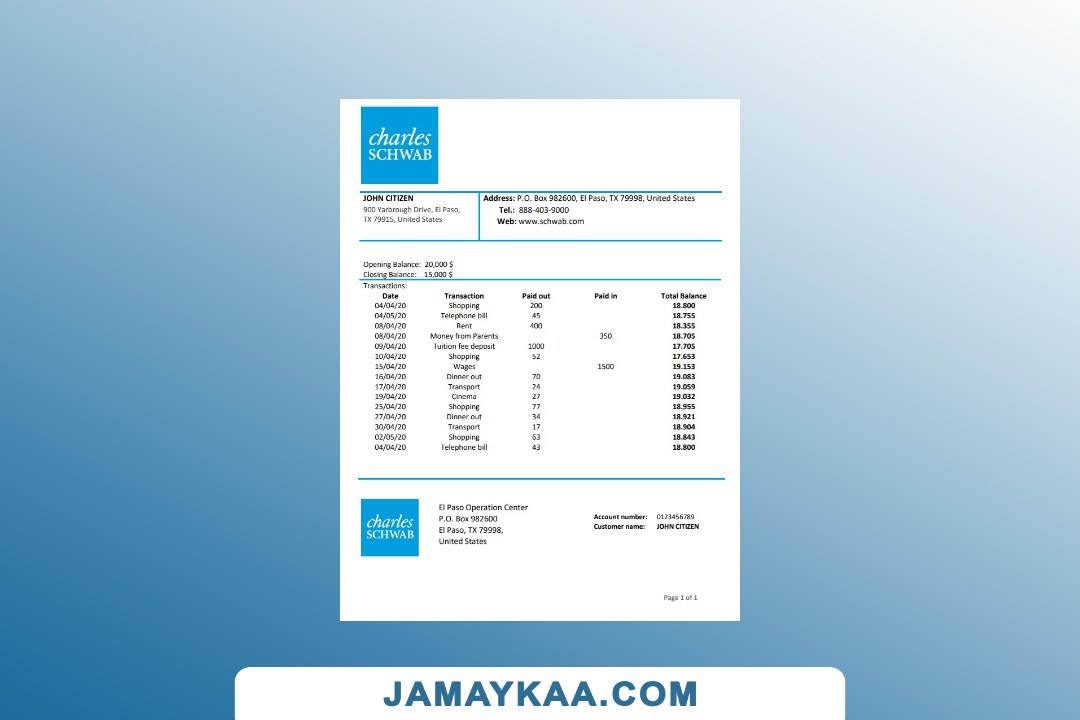 charles
SCHWAB
JOHN CITIZEN
900 Yarbrough Drive, El Paso,
TX 79915, United States
Address: P.O. Box 982600, El Paso, TX 79998, United States
Tel.: 888-403-9000
Web: www.schwab.com
Opening Balance: 20,000 $
Closing Balance: 15,000 $
Transactions:
Date Transaction Paid out Paid in Total Balance
04/04/20 Shopping 200 18.800
04/05/20 Telephone bill 45 18.755
08/04/20 Rent 400 18.355
08/04/20 Money from Parents 350 18.705
09/04/20 Tuition fee deposit 1000 17.705
10/04/20 Shopping 52 17.653
15/04/20 Wages 1500 19.153
16/04/20 Dinner out 70 19.083
17/04/20 Transport 24 19.059
19/04/20 Cinema 27 19.032
25/04/20 Shopping 77 18.955
27/04/20 Dinner out 34 18.921
30/04/20 Transport 17 18.904
02/05/20 Shopping 63 18.843
04/04/20 Telephone bill 43 18.800
charles
SCHWAB
El Paso Operation Center
P.O. Box 982600
El Paso, TX 79998,
United States
Account number: 0123456789
Customer name: JOHN CITIZEN
Page 1 of 1
JAMAYKAA.COM